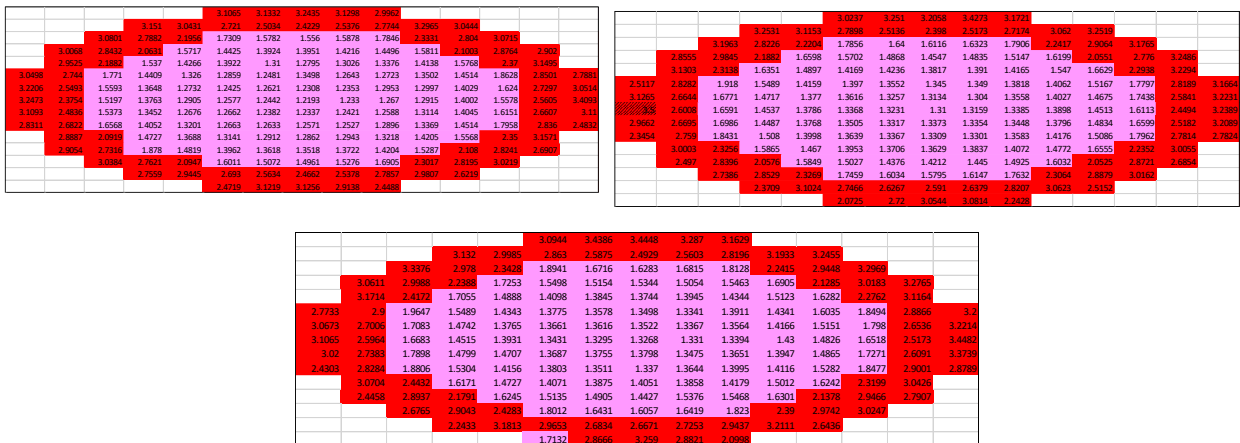 3.1065 3.1332 3.2435 3.1298 2.9962
3.151 3.0431 2.721 2.5034 2.4729 2.5376 2.7744 3.2965 3.0444
3.0801 2.7882 2.1956 1.7309 1.5782 1.556 1.5878 1.7846 2.3331 2.804 3.0715
3.0068 2.8432 2.0631 1.5717 1.4425 1.3924 1.3951 1.4216 1.4496 1.5811 2.1003 2.8764 2.902
2.9525 2.1882 1.537 1.4266 1.3922 1.31 1.2795 1.3026 1.3376 1.4138 1.5768 2.37 3.1495
3.0498 2.744 1.771 1.4409 1.326 1.2859 1.2481 1.3498 1.2643 1.2723 1.3502 1.4514 1.8628 2.8501 2.7881
3.2206 2.5493 1.5593 1.3648 1.2732 1.2425 1.2621 1.2308 1.2353 1.2953 1.2997 1.4029 1.624 2.7297 3.0514
3.2473 2.3754 1.5197 1.3763 1.2905 1.2577 1.2442 1.2193 1.233 1.267 1.2915 1.4002 1.5578 2.5605 3.4093
3.1093 2.4836 1.5373 1.3452 1.2676 1.2662 1.2382 1.2337 1.2421 1.2588 1.3114 1.4045 1.6151 2.6607 3.11
2.8311 2.6822 1.6568 1.4052 1.3201 1.2663 1.2633 1.2571 1.2527 1.2896 1.3369 1.4514 1.7958 2.836 2.4832
2.8887 2.0919 1.4727 1.3688 1.3141 1.2912 1.2862 1.2943 1.3218 1.4205 1.5568 2.35 3.1571
2.9054 2.7316 1.878 1.4819 1.3962 1.3618 1.3518 1.3722 1.4204 1.5287 2.108 2.8241 2.6907
3.0384 2.7621 2.0947 1.6011 1.5072 1.4961 1.5276 1.6905 2.3017 2.8195 3.0219
2.7559 2.9445 2.693 2.5634 2.4662 2.5378 2.7857 2.9807 2.6219
2.4719 3.1219 3.1256 2.9138 2.4488
3.0237 3.251 3.2058 3.4273 3.1721
3.2531 3.1153 2.7898 2.5136 2.398 2.5173 2.7174 3.062 3.2519
3.1963 2.8226 2.2204 1.7856 1.64 1.6116 1.6323 1.7906 2.2417 2.9064 3.1765
2.8555 2.9845 2.1882 1.6598 1.5702 1.4868 1.4547 1.4835 1.5147 1.6199 2.0551 2.776 3.2486
3.1303 2.3138 1.6351 1.4897 1.4169 1.4236 1.3817 1.391 1.4165 1.547 1.6629 2.2938 3.2294
2.5117 2.8282 1.918 1.5489 1.4159 1.397 1.3552 1.345 1.349 1.3818 1.4062 1.5167 1.7797 2.8189 3.1664
3.1265 2.6644 1.6771 1.4717 1.377 1.3616 1.3257 1.3134 1.304 1.3558 1.4027 1.4675 1.7438 2.5841 3.2231
2.6008 1.6591 1.4537 1.3786 1.3368 1.3231 1.31 1.3159 1.3385 1.3898 1.4513 1.6113 2.4494 3.2389
2.9662 2.6695 1.6986 1.4487 1.3768 1.3505 1.3317 1.3373 1.3354 1.3448 1.3796 1.4834 1.6599 2.5182 3.2089
2.3454 2.759 1.8431 1.508 1.3998 1.3639 1.3367 1.3309 1.3301 1.3583 1.4176 1.5086 1.7962 2.7814 2.7824
3.0003 2.3256 1.5865 1.467 1.3953 1.3706 1.3629 1.3837 1.4072 1.4772 1.6555 2.2352 3.0055
2.497 2.8396 2.0576 1.5849 1.5027 1.4376 1.4212 1.445 1.4925 1.6032 2.0525 2.8721 2.6854
2.7386 2.8529 2.3269 1.7459 1.6034 1.5795 1.6147 1.7632 2.3064 2.8879 3.0162
2.3709 3.1024 2.7466 2.6267 2.591 2.6379 2.8207 3.0623 2.5152
2.0725 2.72 3.0544 3.0814 2.2428
3.0944 3.4386 3.4448 3.287 3.1629
3.132 2.9985 2.863 2.5875 2.4929 2.5603 2.8196 3.1933 3.2455
3.3376 2.978 2.3428 1.8941 1.6716 1.6283 1.6815 1.8128 2.2415 2.9448 3.2969
3.0611 2.9988 2.2388 1.7253 1.5498 1.5154 1.5344 1.5054 1.5463 1.6905 2.1285 3.0183 3.2765
3.1714 2.4172 1.7055 1.4888 1.4098 1.3845 1.3744 1.3945 1.4344 1.5123 1.6282 2.2762 3.1164
2.7733 2.9 1.9647 1.5489 1.4343 1.3775 1.3578 1.3498 1.3341 1.3911 1.4341 1.6035 1.8494 2.8866 3.2
3.0673 2.7006 1.7083 1.4742 1.3765 1.3661 1.3616 1.3522 1.3367 1.3564 1.4166 1.5151 1.798 2.6536 3.2214
3.1065 2.5964 1.6683 1.4515 1.3931 1.3431 1.3295 1.3268 1.331 1.3394 1.43 1.4826 1.6518 2.5173 3.4482
3.02 2.7383 1.7898 1.4799 1.4707 1.3687 1.3755 1.3798 1.3475 1.3651 1.3947 1.4865 1.7271 2.6091 3.3739
2.4303 2.8284 1.8806 1.5304 1.4156 1.3803 1.3511 1.337 1.3644 1.3995 1.4116 1.5282 1.8477 2.9001 2.8789
3.0704 2.4432 1.6171 1.4727 1.4071 1.3875 1.4051 1.3858 1.4179 1.5012 1.6242 2.3199 3.0426
2.4458 2.8937 2.1791 1.6245 1.5135 1.4905 1.4427 1.5376 1.5468 1.6301 2.1378 2.9466 2.7907
2.6765 2.9043 2.4283 1.8012 1.6431 1.6057 1.6419 1.823 2.39 2.9742 3.0247
2.2433 3.1813 2.9653 2.6834 2.6671 2.7253 2.9437 3.2111 2.6436
1.7132 2.8666 3.259 2.8821 2.0998